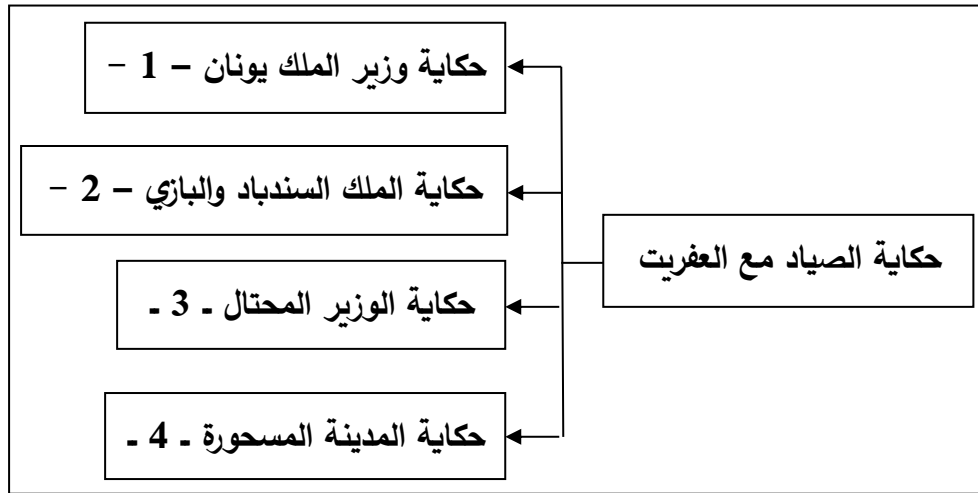 حكاية الصياد مع العفريت
حكاية وزير الملك يونان – 1 –
حكاية الملك السندباد والبازي – 2 –
حكاية الوزير المحتال ـ 3 ـ
حكاية المدينة المسحورة ـ 4 ـ